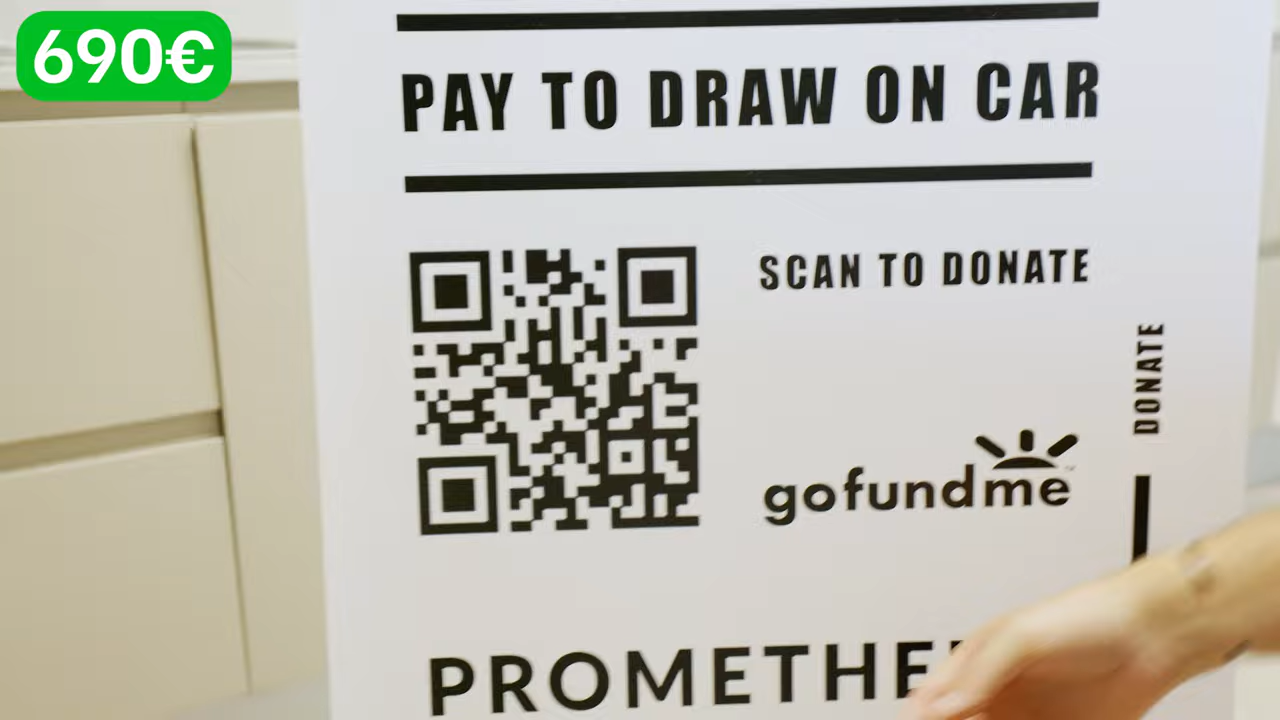 690€
PAY TO DRAW ON CAR
SCAN TO DONATE
DONATE
gofundme